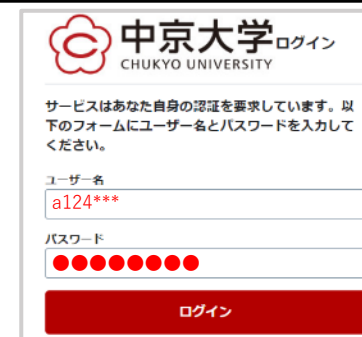 中京大学ログイン
CHUKYO UNIVERSITY
サービスはあなた自身の認証を要求しています。以
下のフォームにユーザー名とパスワードを入力して
ください。
ユーザー名
a124***
パスワード
●●●●●●●●
ログイン